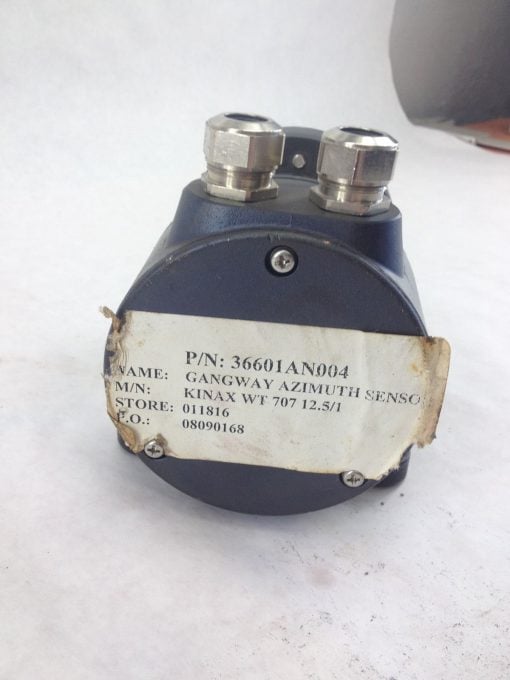 P/N: 36601AN004
NAME: GANGWAY AZIMUTH SENSO
M/N: KINAX WT 707 12.5/1
STORE: 011816
P.O.: 08090168